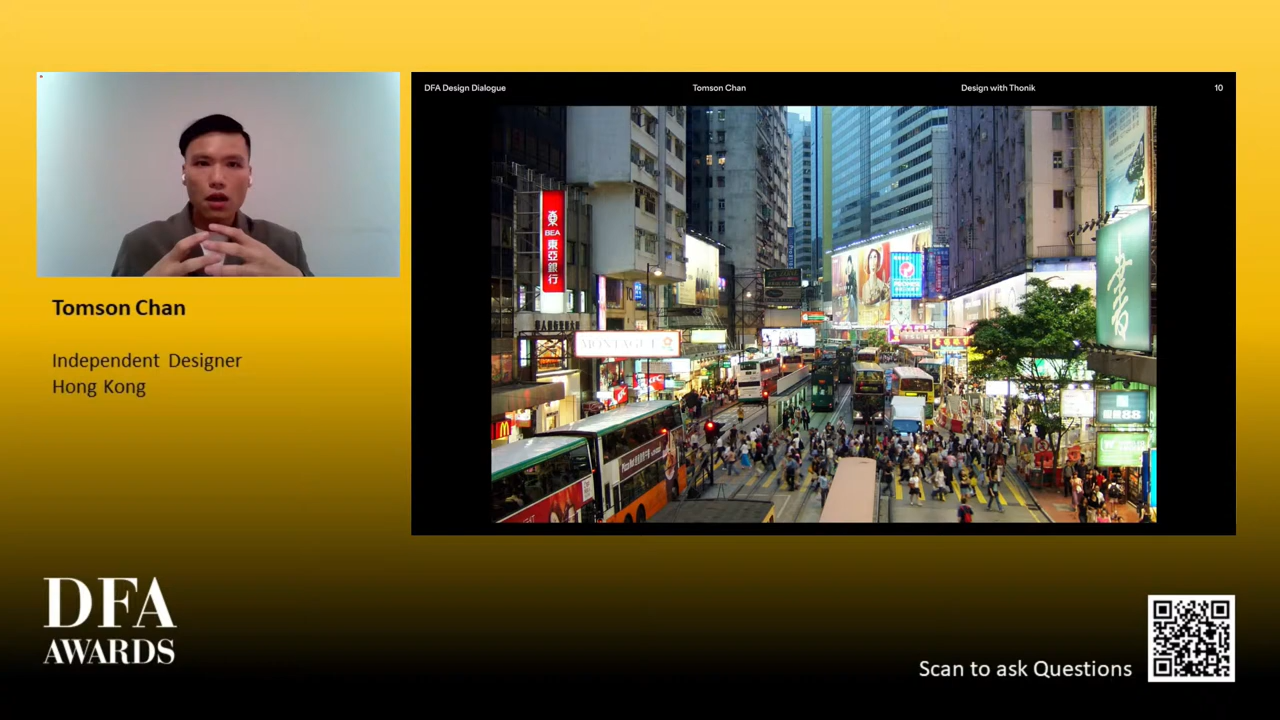 DFA Design Dialogue
Tomson Chan
Design with Thonik
10
BEA
東亞銀行
MONTAGUT
88
Tomson Chan
Independent Designer
Hong Kong
DFA
AWARDS
Scan to ask Questions